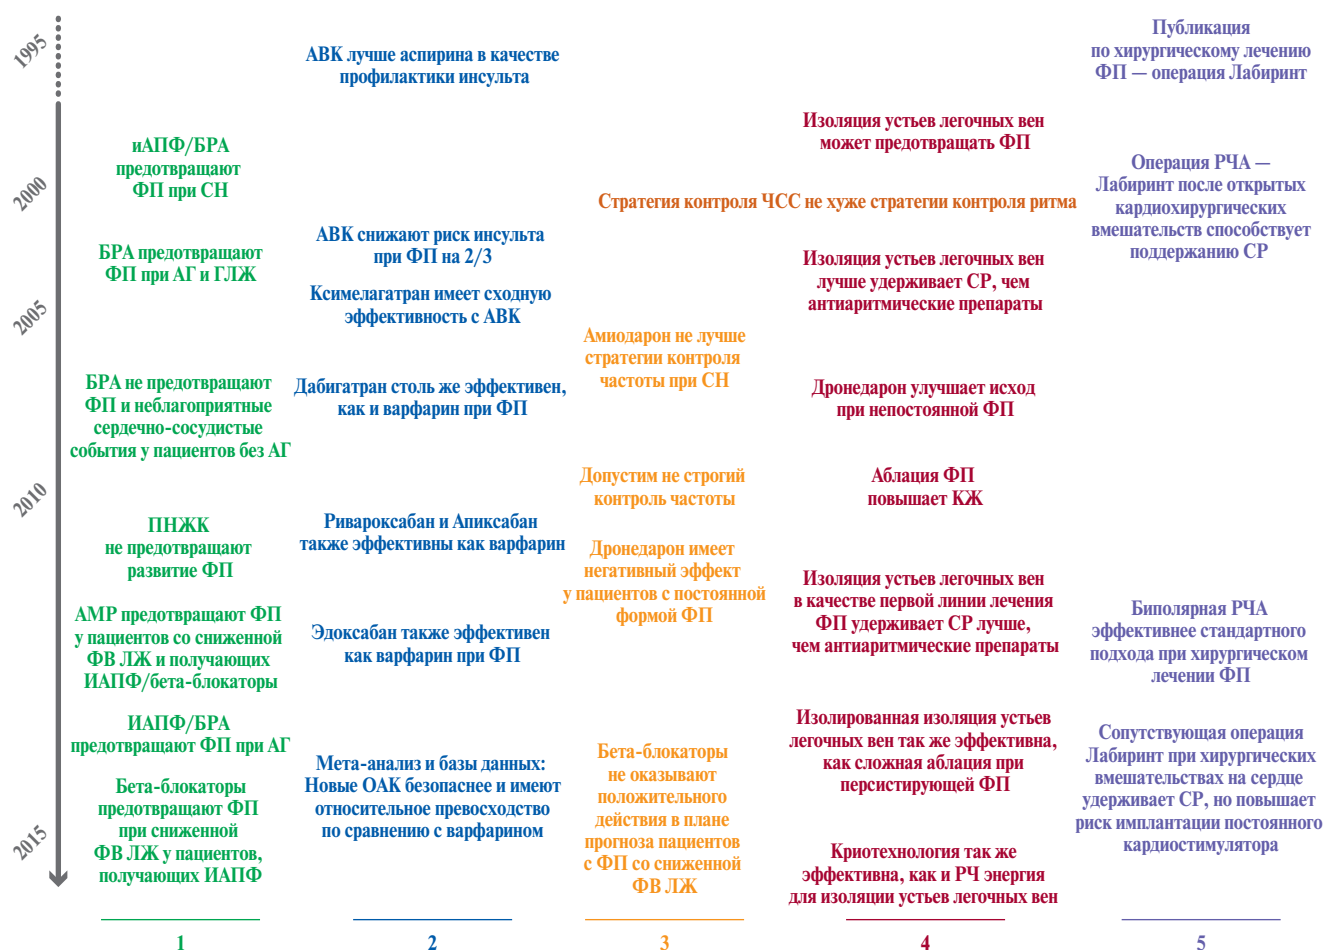 1995
2000
2005
2010
2015
иАПФ/БРА
предотвращают
ФП при СН
БРА предотвращают
ФП при АГ и ГЛЖ
БРА не предотвращают
ФП и неблагоприятные
сердечно-сосудистые
события у пациентов без АГ
ПНЖК
не предотвращают
развитие ФП
АМР предотвращают ФП
у пациентов со сниженной
ФВ ЛЖ и получающих
ИАПФ/бета-блокаторы
ИАПФ/БРА
предотвращают ФП при АГ
Бета-блокаторы
предотвращают ФП
при сниженной
ФВ ЛЖ у пациентов,
получающих ИАПФ
1
АВК лучше аспирина в качестве
профилактики инсульта
АВК снижают риск инсульта
при ФП на 2/3
Ксимелагатран имеет сходную
эффективность с АВК
Дабигатран столь же эффективен,
как и варфарин при ФП
Ривароксабан и Апиксабан
также эффективны как варфарин
Эдоксабан также эффективен
как варфарин при ФП
Мета-анализ и базы данных:
Новые ОАК безопаснее и имеют
относительное превосходство
по сравнению с варфарином
2
Стратегия контроля ЧСС не хуже стратегии контроля ритма
Амиодарон не лучше
стратегии контроля
частоты при СН
Допустим не строгий
контроль частоты
Дронедарон имеет
негативный эффект
у пациентов с постоянной
формой ФП
Бета-блокаторы
не оказывают
положительного
действия в плане
прогноза пациентов
с ФП со сниженной
ФВ ЛЖ
3
Изоляция устьев легочных вен
может предотвращать ФП
Изоляция устьев легочных вен
лучше удерживает СР, чем
антиаритмические препараты
Дронедарон улучшает исход
при непостоянной ФП
Аблация ФП
повышает КЖ
Изоляция устьев легочных вен
в качестве первой линии лечения
ФП удерживает СР лучше,
чем антиаритмические препараты
Изолированная изоляция устьев
легочных вен так же эффективна,
как сложная аблация при
персистирующей ФП
Криотехнология так же
эффективна, как и РЧ энергия
для изоляции устьев легочных вен
4
Публикация
по хирургическому лечению
ФП — операция Лабиринт
Операция РЧА —
Лабиринт после открытых
кардиохирургических
вмешательств способствует
поддержанию СР
Биполярная РЧА
эффективнее стандартного
подхода при хирургическом
лечении ФП
Сопутствующая операция
Лабиринт при хирургических
вмешательствах на сердце
удерживает СР, но повышает
риск имплантации постоянного
кардиостимулятора
5